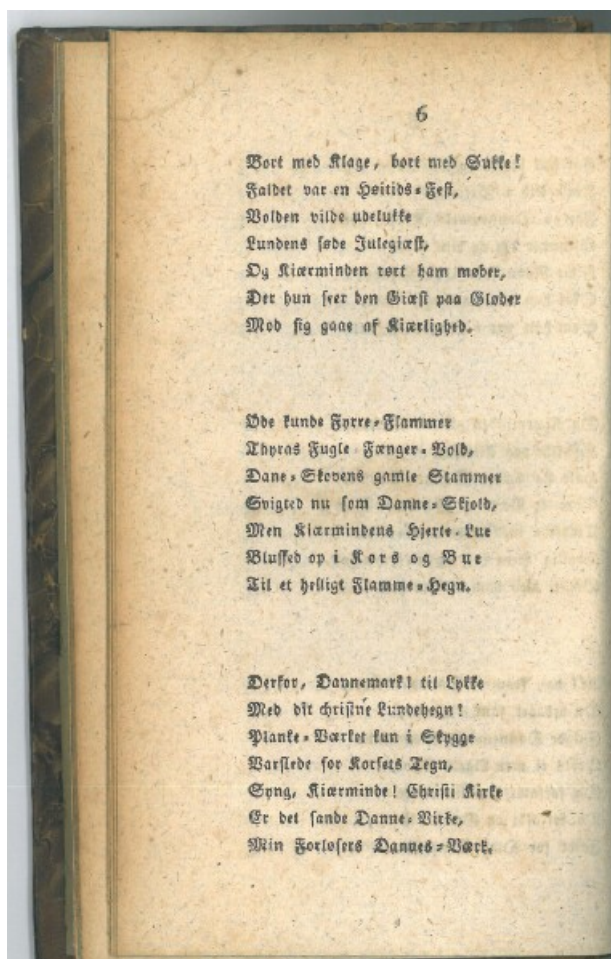 6
Bort med Klage, bort med Sukke!
Faldet var en Høitids-Fest,
Volden vilde udelukke
Lundens søde Julegiæst,
Og Kiærminden rørt ham møder,
Der hun seer den Giæst paa Gløder
Mod sig gaae af Kiærlighed.
Øde kunde Fyrre-Flammer
Thyras Fugle-Fænger-Vold,
Dane-Skovens gamle Stammer
Svigted nu som Danne-Skjold,
Men Kiærmindens Hjerte-Lue
Blussed op i Kors og Bue
Til et helligt Flamme-Hegn.
Derfor, Dannemark! til Lykke
Med dit christne Lundehegn!
Planke-Værket kun i Skygge
Varslede for Korsets Tegn,
Syng, Kiærminde! Christi Kirke
Er det sande Danne-Virke,
Min Forløsers Dannes-Værk.